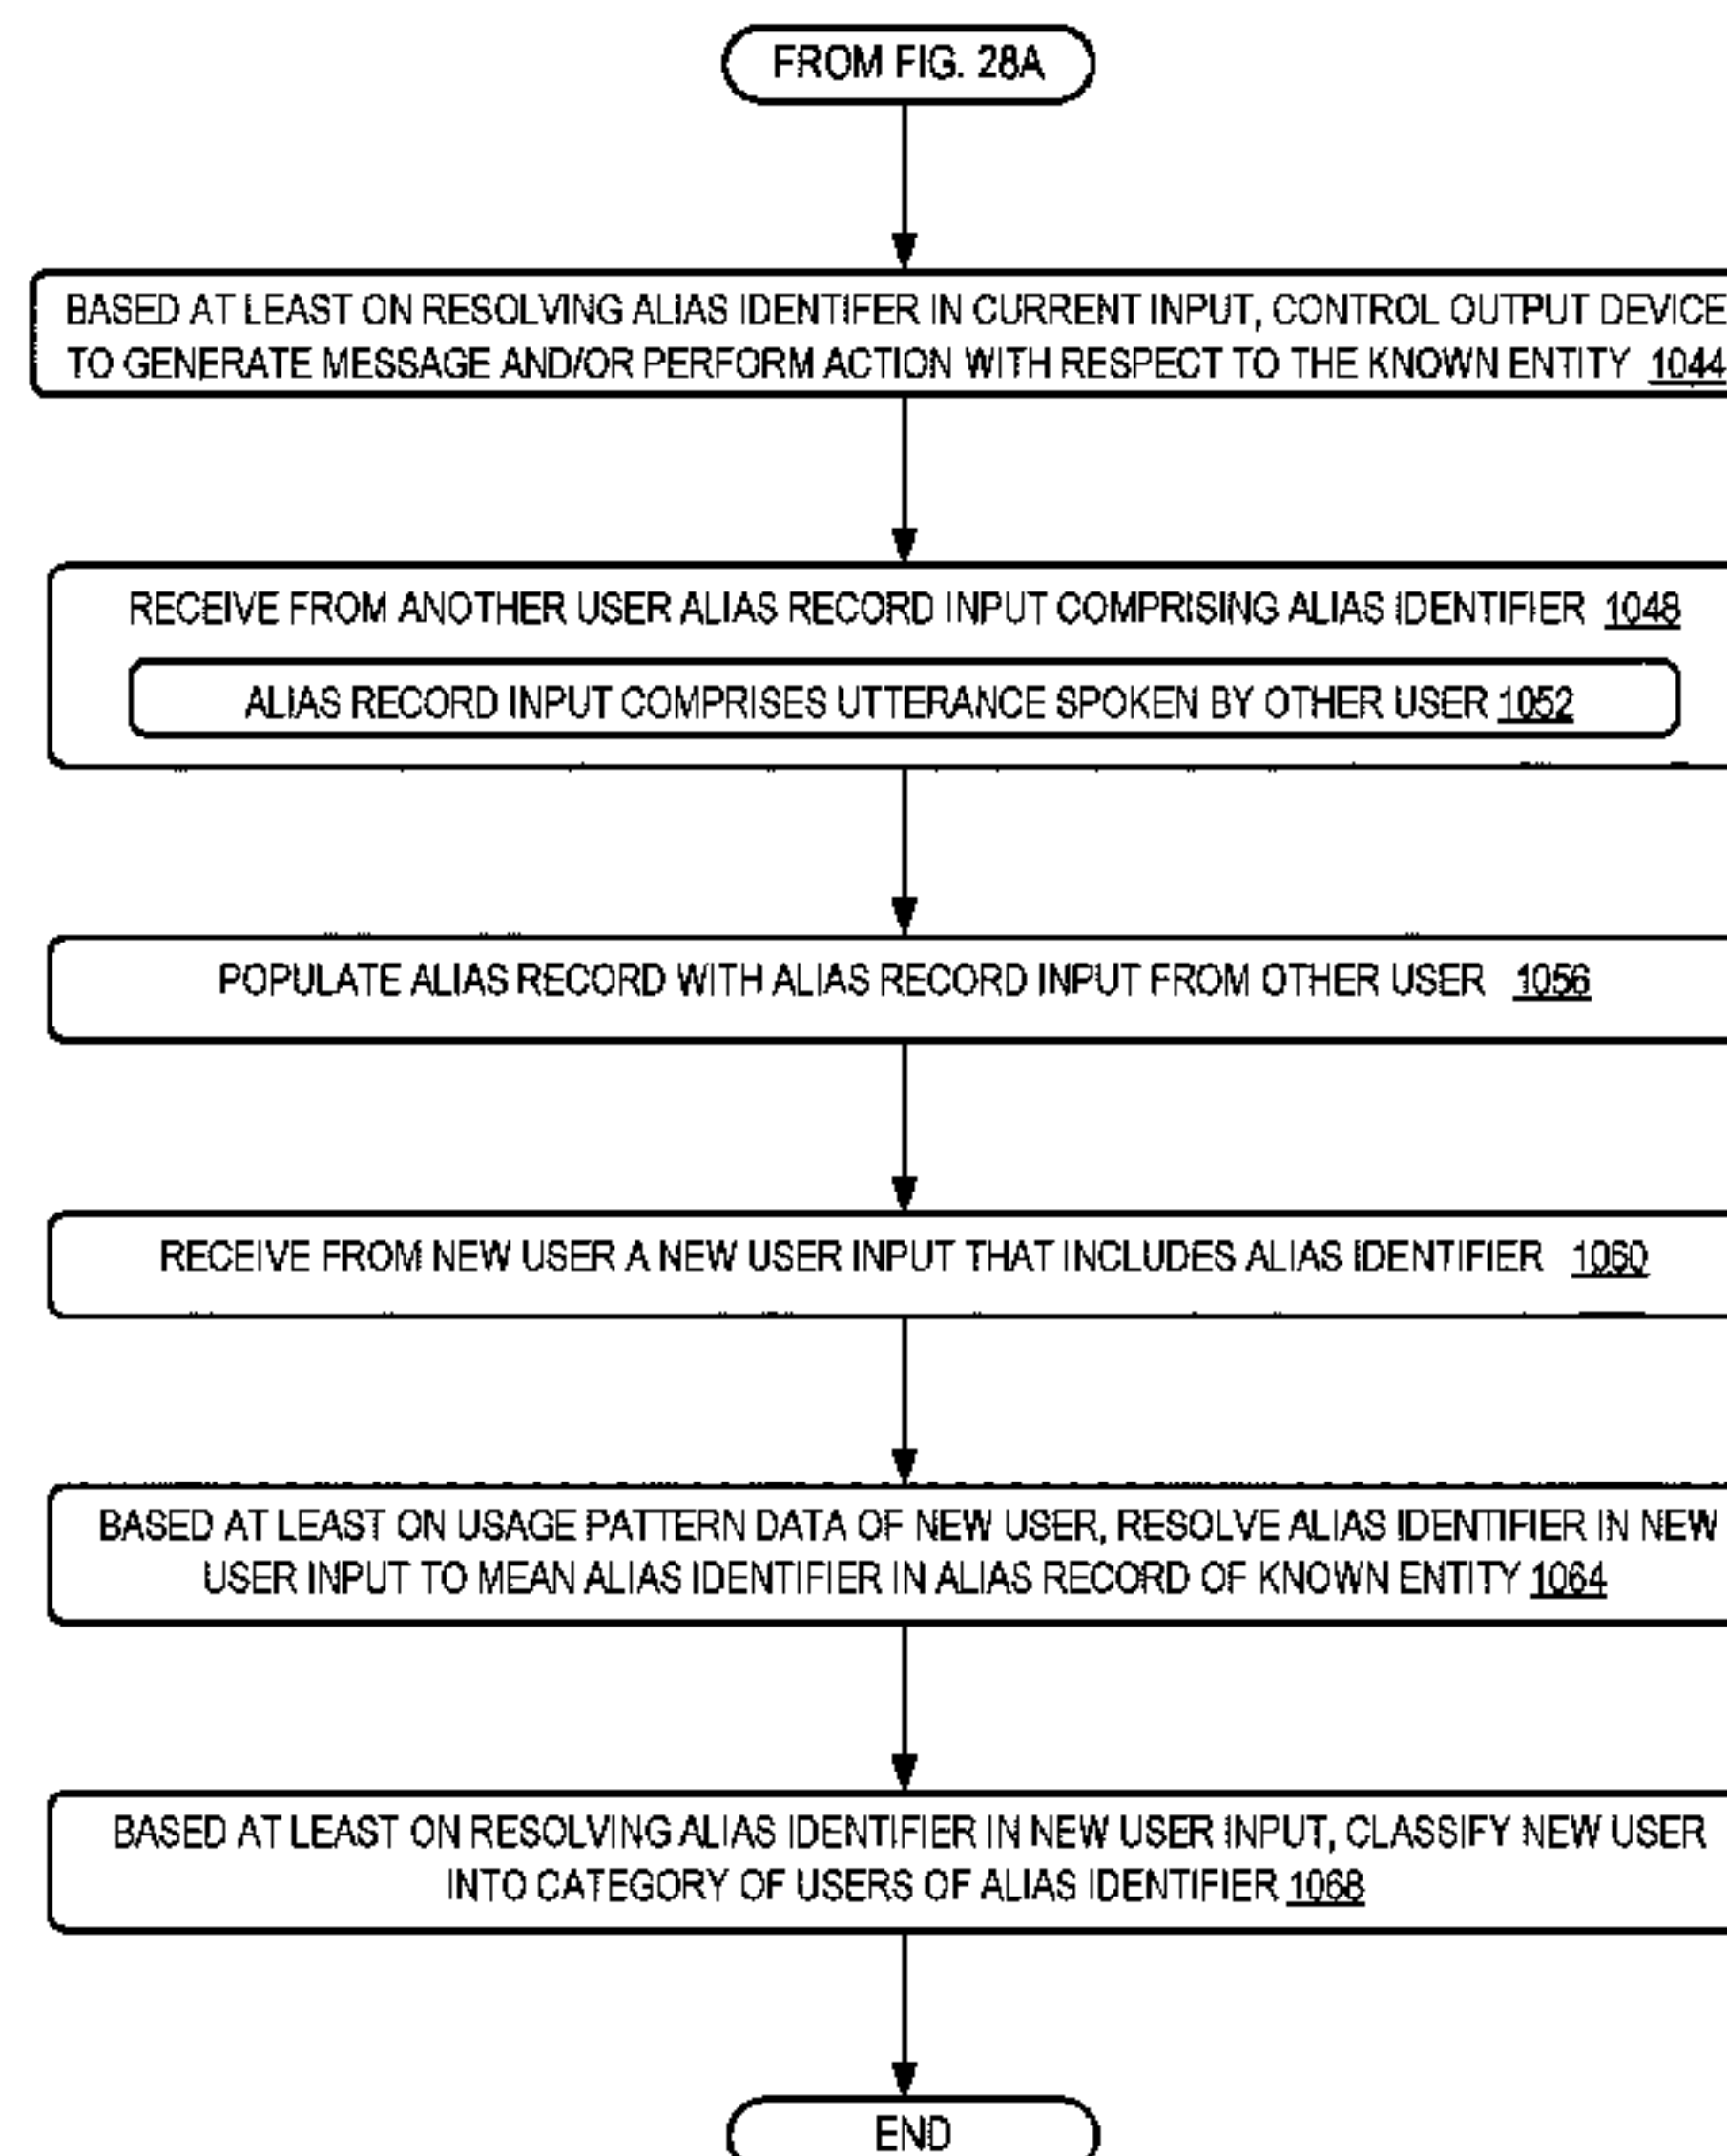 FROM FIG. 28A
BASED AT LEAST ON RESOLVING ALIAS IDENTIFER IN CURRENT INPUT, CONTROL OUTPUT DEVICE
TO GENERATE MESSAGE AND/OR PERFORM ACTION WITH RESPECT TO THE KNOWN ENTITY 1044
RECEIVE FROM ANOTHER USER ALIAS RECORD INPUT COMPRISING ALIAS IDENTIFIER 1048
ALIAS RECORD INPUT COMPRISES UTTERANCE SPOKEN BY OTHER USER 1052
POPULATE ALIAS RECORD WITH ALIAS RECORD INPUT FROM OTHER USER 1056
RECEIVE FROM NEW USER A NEW USER INPUT THAT INCLUDES ALIAS IDENTIFIER 1060
BASED AT LEAST ON USAGE PATTERN DATA OF NEW USER, RESOLVE ALIAS IDENTIFIER IN NEW
USER INPUT TO MEAN ALIAS IDENTIFIER IN ALIAS RECORD OF KNOWN ENTITY 1064
BASED AT LEAST ON RESOLVING ALIAS IDENTIFIER IN NEW USER INPUT, CLASSIFY NEW USER
INTO CATEGORY OF USERS OF ALIAS IDENTIFIER 1068
END